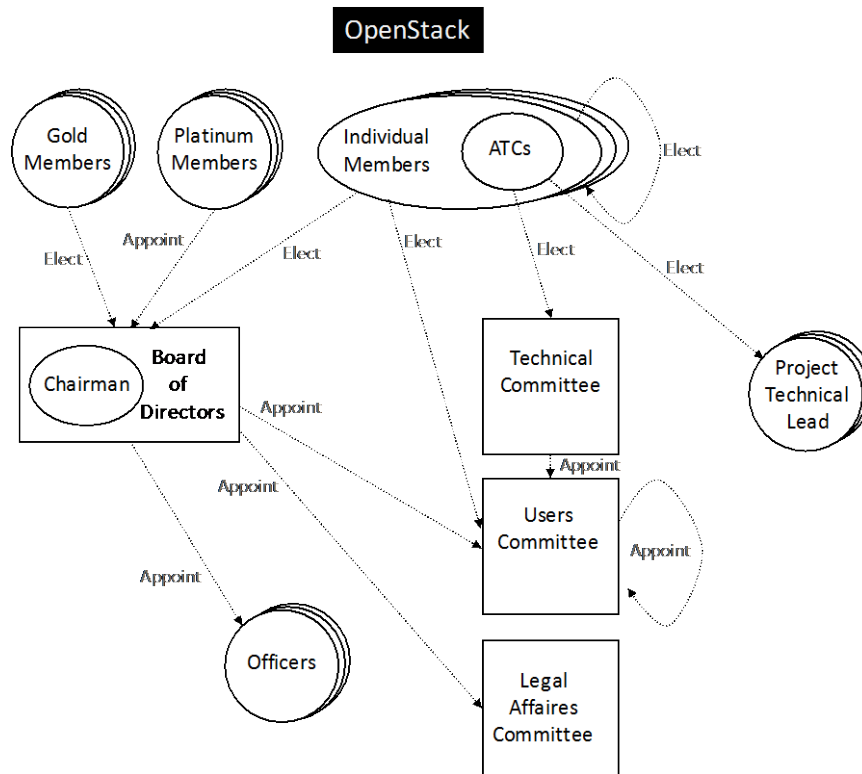 OpenStack
Gold
Members
Platinum
Members
Individual
Members
ATCs
Elect
Elect
Appoint
Elect
Elect
Elect
Elect
Chairman
Board
of
Directors
Technical
Committee
Project
Technical
Lead
Appoint
Appoint
Appoint
Users
Committee
Appoint
Appoint
Officers
Legal
Affaires
Committee